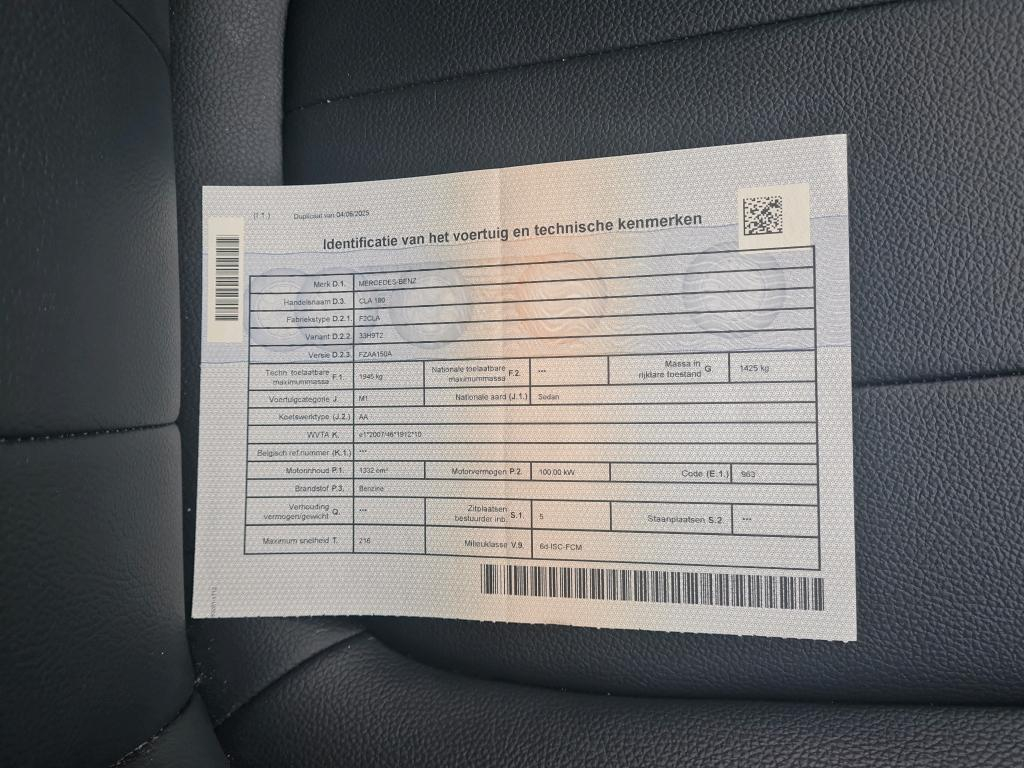 (I.1.) Duplicaat van 04/06/2025
Identificatie van het voertuig en technische kenmerken
Merk D.1. MERCEDES-BENZ
Handelsnaam D.3. CLA 180
Fabriekstype D.2.1. F2CLA
Variant D.2.2. 33H9T2
Versie D.2.3. FZAA150A
Techn. toelaatbare maximummassa F.1. 1945 kg Nationale toelaatbare maximummassa F.2. *** Massa in rijklare toestand G. 1425 kg
Voertuigcategorie J. M1 Nationale aard (J.1.) Sedan
Koetswerktype (J.2.) AA
WVTA K. e1*2007/46*1912*10
Belgisch ref.nummer (K.1.) ***
Motorinhoud P.1. 1332 cm³ Motorvermogen P.2. 100.00 kW Code (E.1.) 963
Brandstof P.3. Benzine
Verhouding vermogen/gewicht Q. *** Zitplaatsen bestuurder inb. S.1. 5 Staanplaatsen S.2. ***
Maximum snelheid T. 216 Milieuklasse V.9. 6d-ISC-FCM